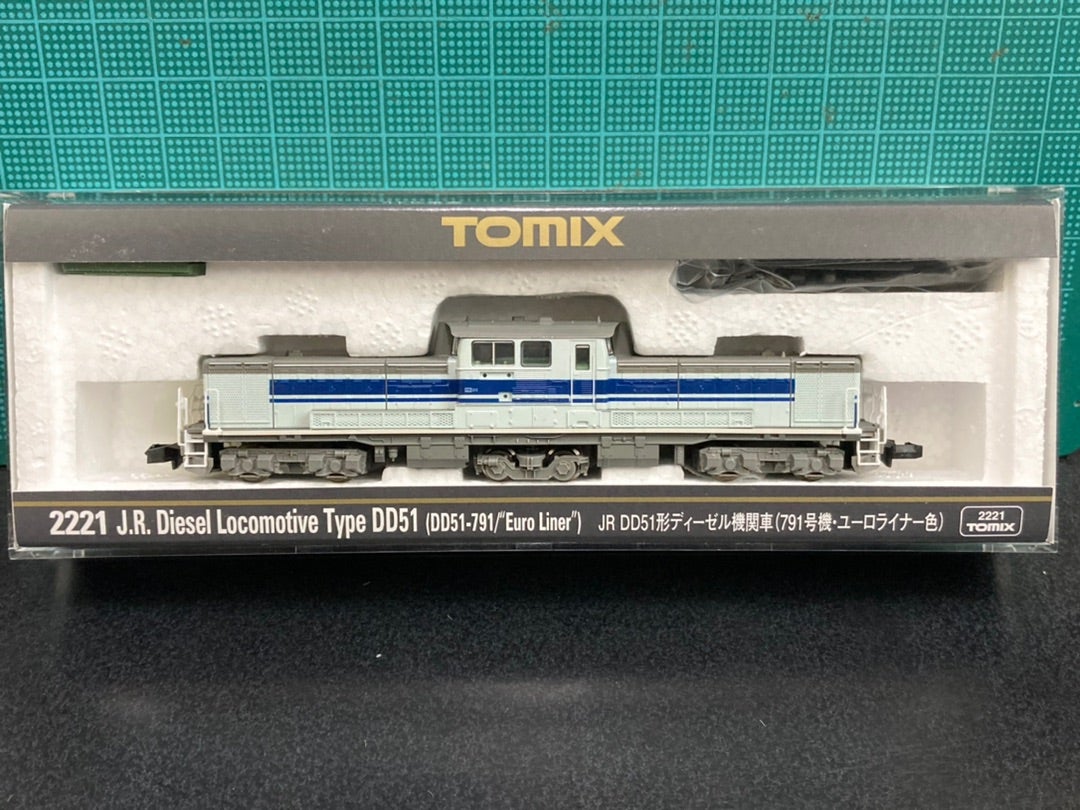 TOMIX
2221 J.R. Diesel Locomotive Type DD51 (DD51-791/"Euro Liner") JR DD51形ディーゼル機関車(791号機・ユーロライナー色)
2221
TOMIX